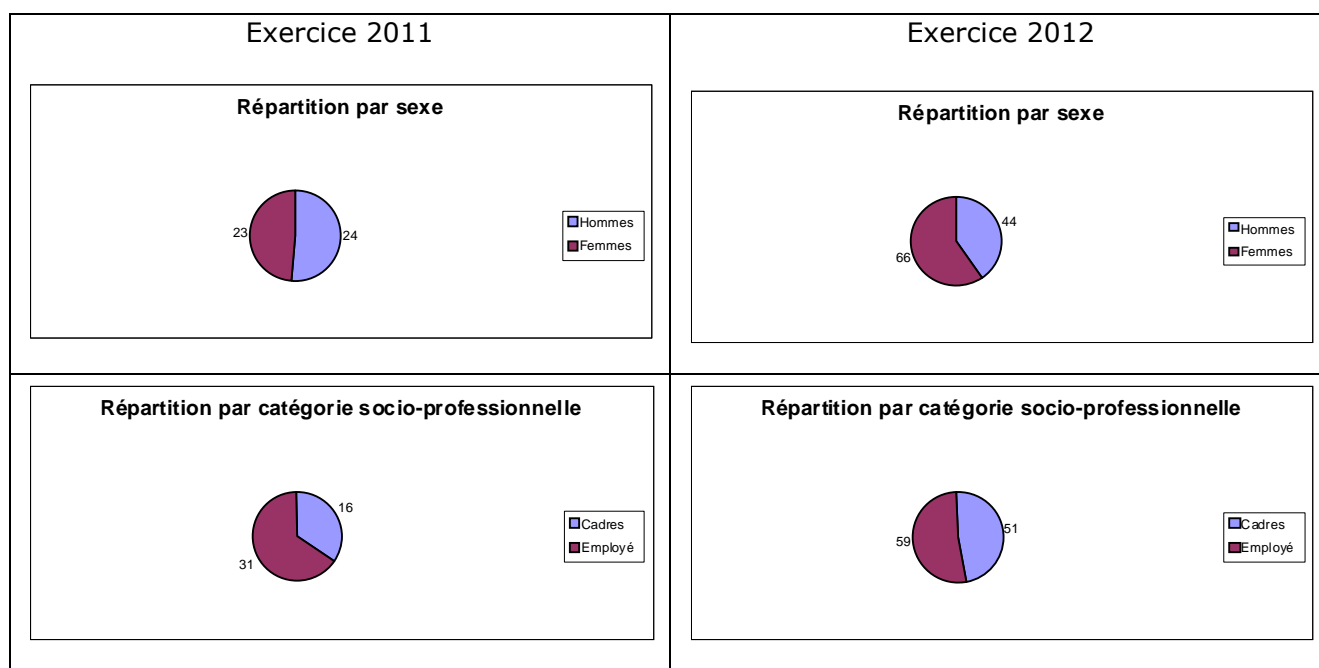 Exercice 2011
Répartition par sexe
23
24
Hommes
Femmes
Exercice 2012
Répartition par sexe
44
66
Hommes
Femmes
Répartition par catégorie socio-professionnelle
16
31
Cadres
Employé
Répartition par catégorie socio-professionnelle
51
59
Cadres
Employé